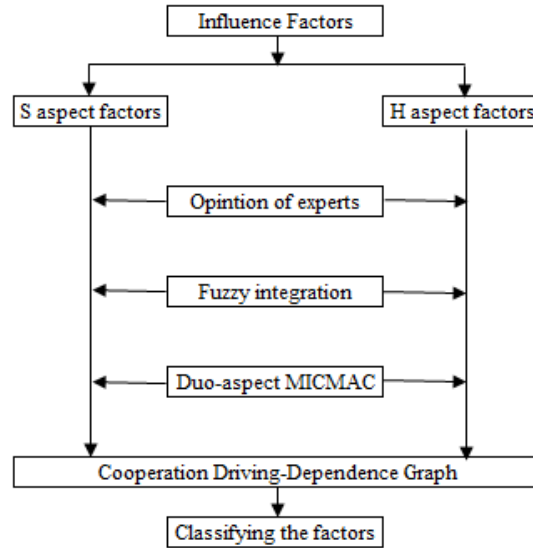 Influence Factors
S aspect factors
H aspect factors
Opintion of experts
Fuzzy integration
Duo-aspect MICMAC
Cooperation Driving-Dependence Graph
Classifying the factors